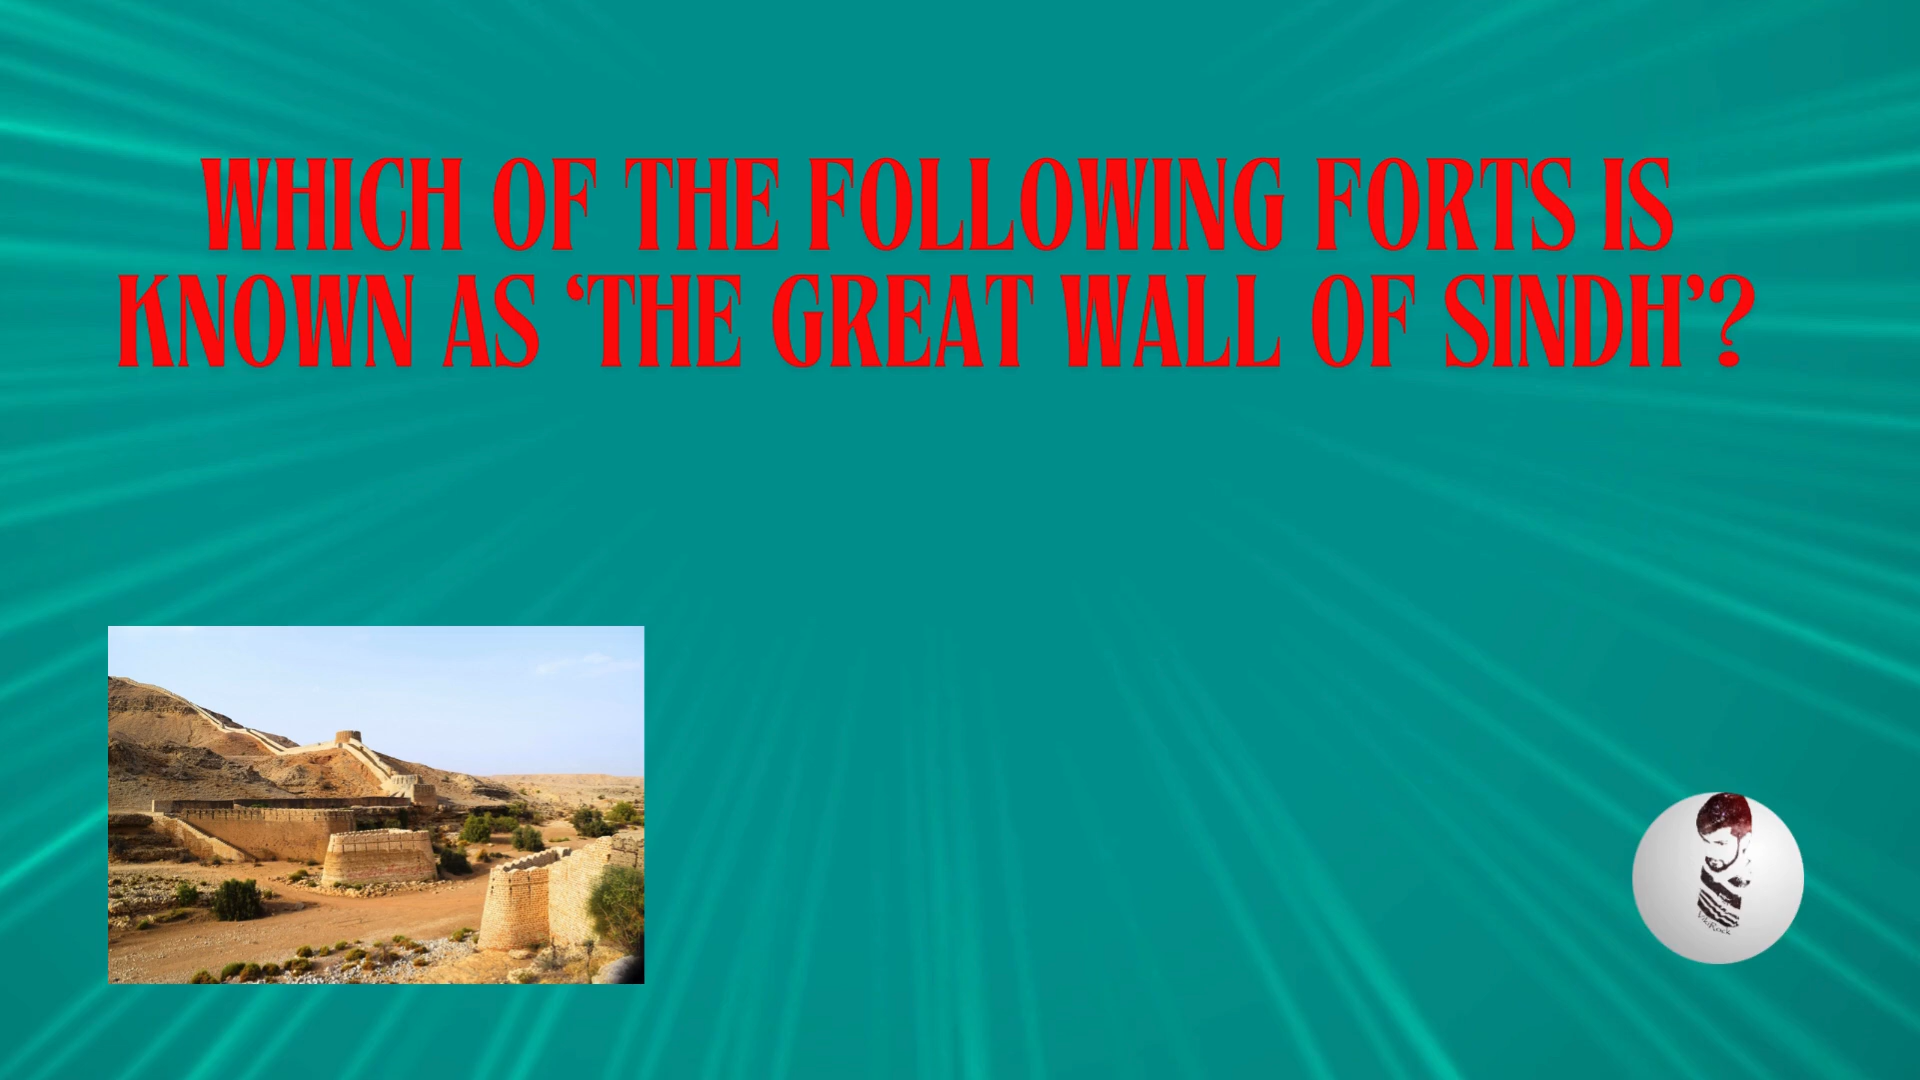 WHICH OF THE FOLLOWING FORTS IS
KNOWN AS ‘THE GREAT WALL OF SINDH’?